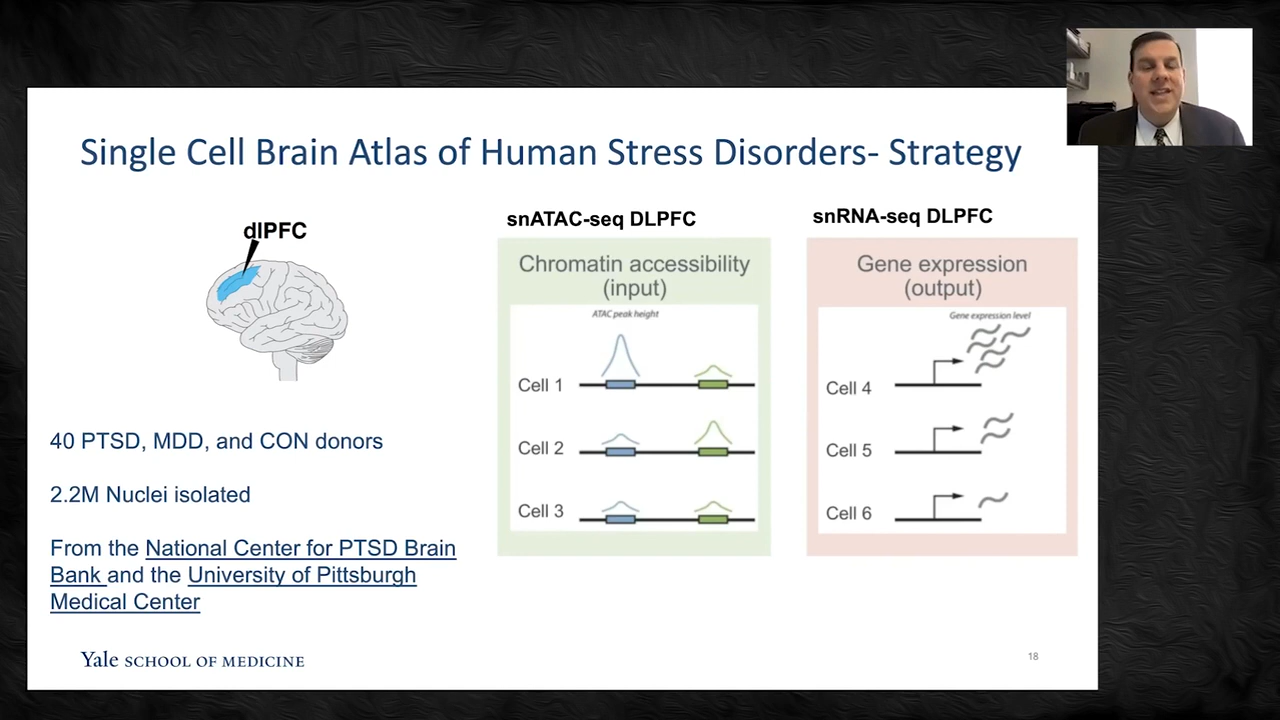 Single Cell Brain Atlas of Human Stress Disorders- Strategy
dlPFC
40 PTSD, MDD, and CON donors
2.2M Nuclei isolated
From the National Center for PTSD Brain
Bank and the University of Pittsburgh
Medical Center
snATAC-seq DLPFC
Chromatin accessibility
(input)
ATAC peak height
Cell 1
Cell 2
Cell 3
snRNA-seq DLPFC
Gene expression
(output)
Gene expression level
Cell 4
Cell 5
Cell 6
Yale SCHOOL OF MEDICINE
18